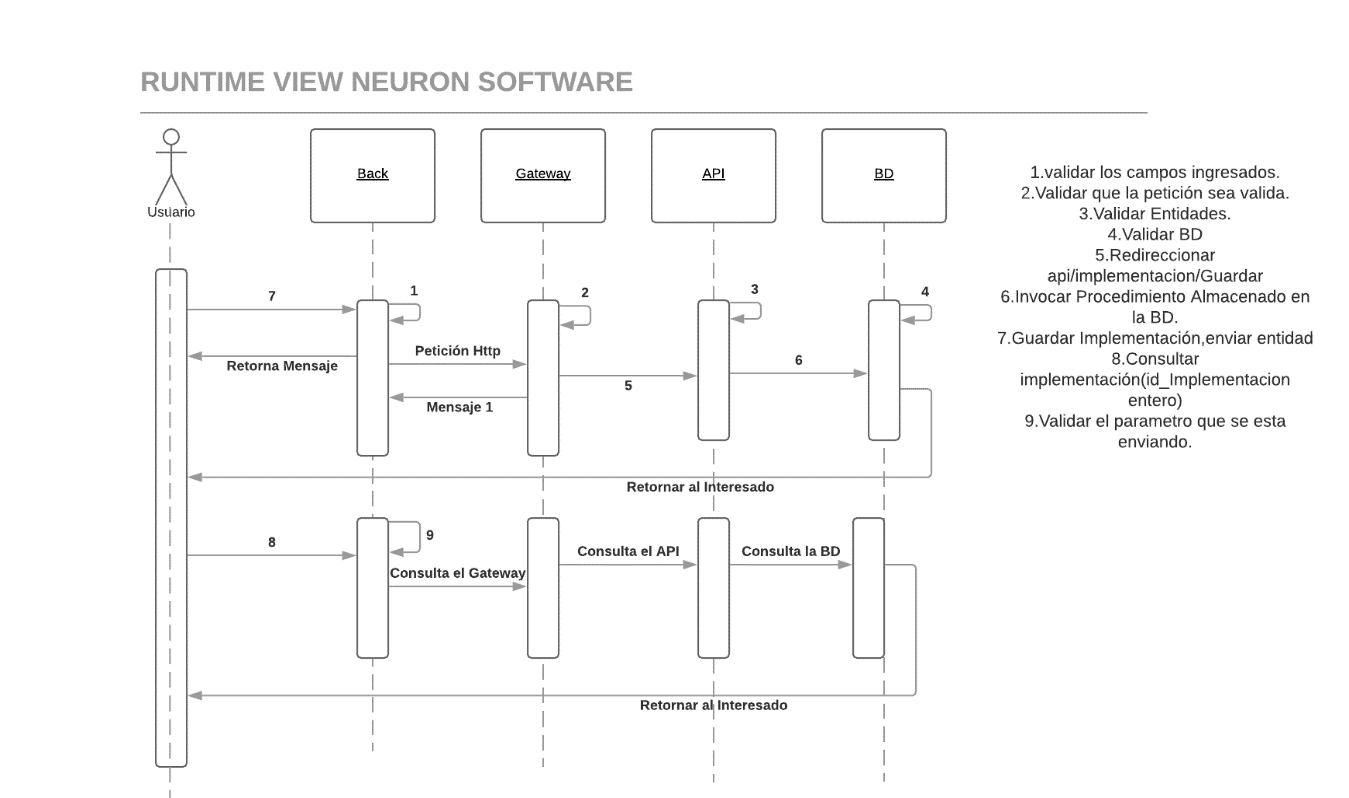 RUNTIME VIEW NEURON SOFTWARE
Usuario
Back
Gateway
API
BD
1.validar los campos ingresados.
2.Validar que la petición sea valida.
3.Validar Entidades.
4.Validar BD
5.Redireccionar
api/implementacion/Guardar
6.Invocar Procedimiento Almacenado en
la BD.
7.Guardar Implementación,enviar entidad
8.Consultar
implementación(id_Implementacion
entero)
9.Validar el parametro que se esta
enviando.
7
1
2
3
4
Retorna Mensaje
Petición Http
Mensaje 1
5
6
Retornar al Interesado
8
9
Consulta el Gateway
Consulta el API
Consulta la BD
Retornar al Interesado